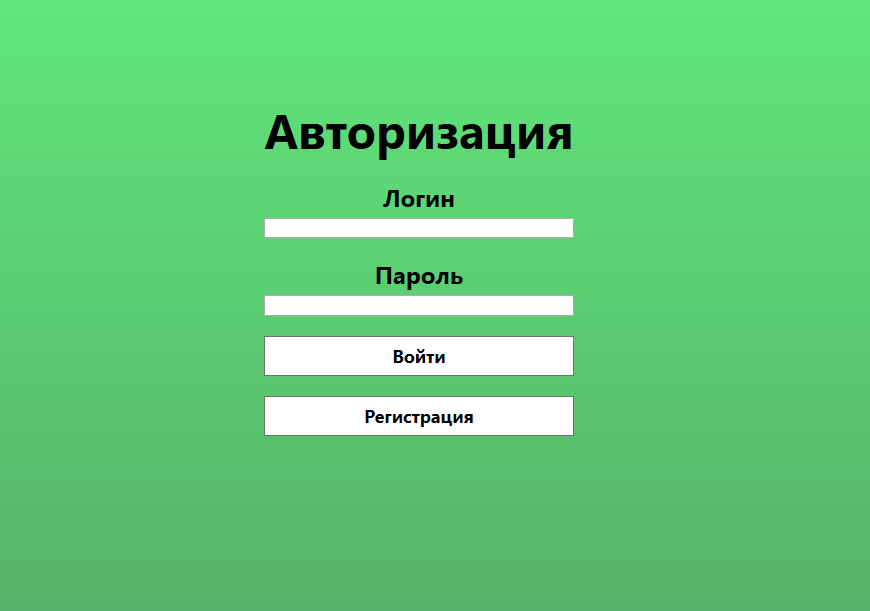 Авторизация
Логин
Пароль
Войти
Регистрация